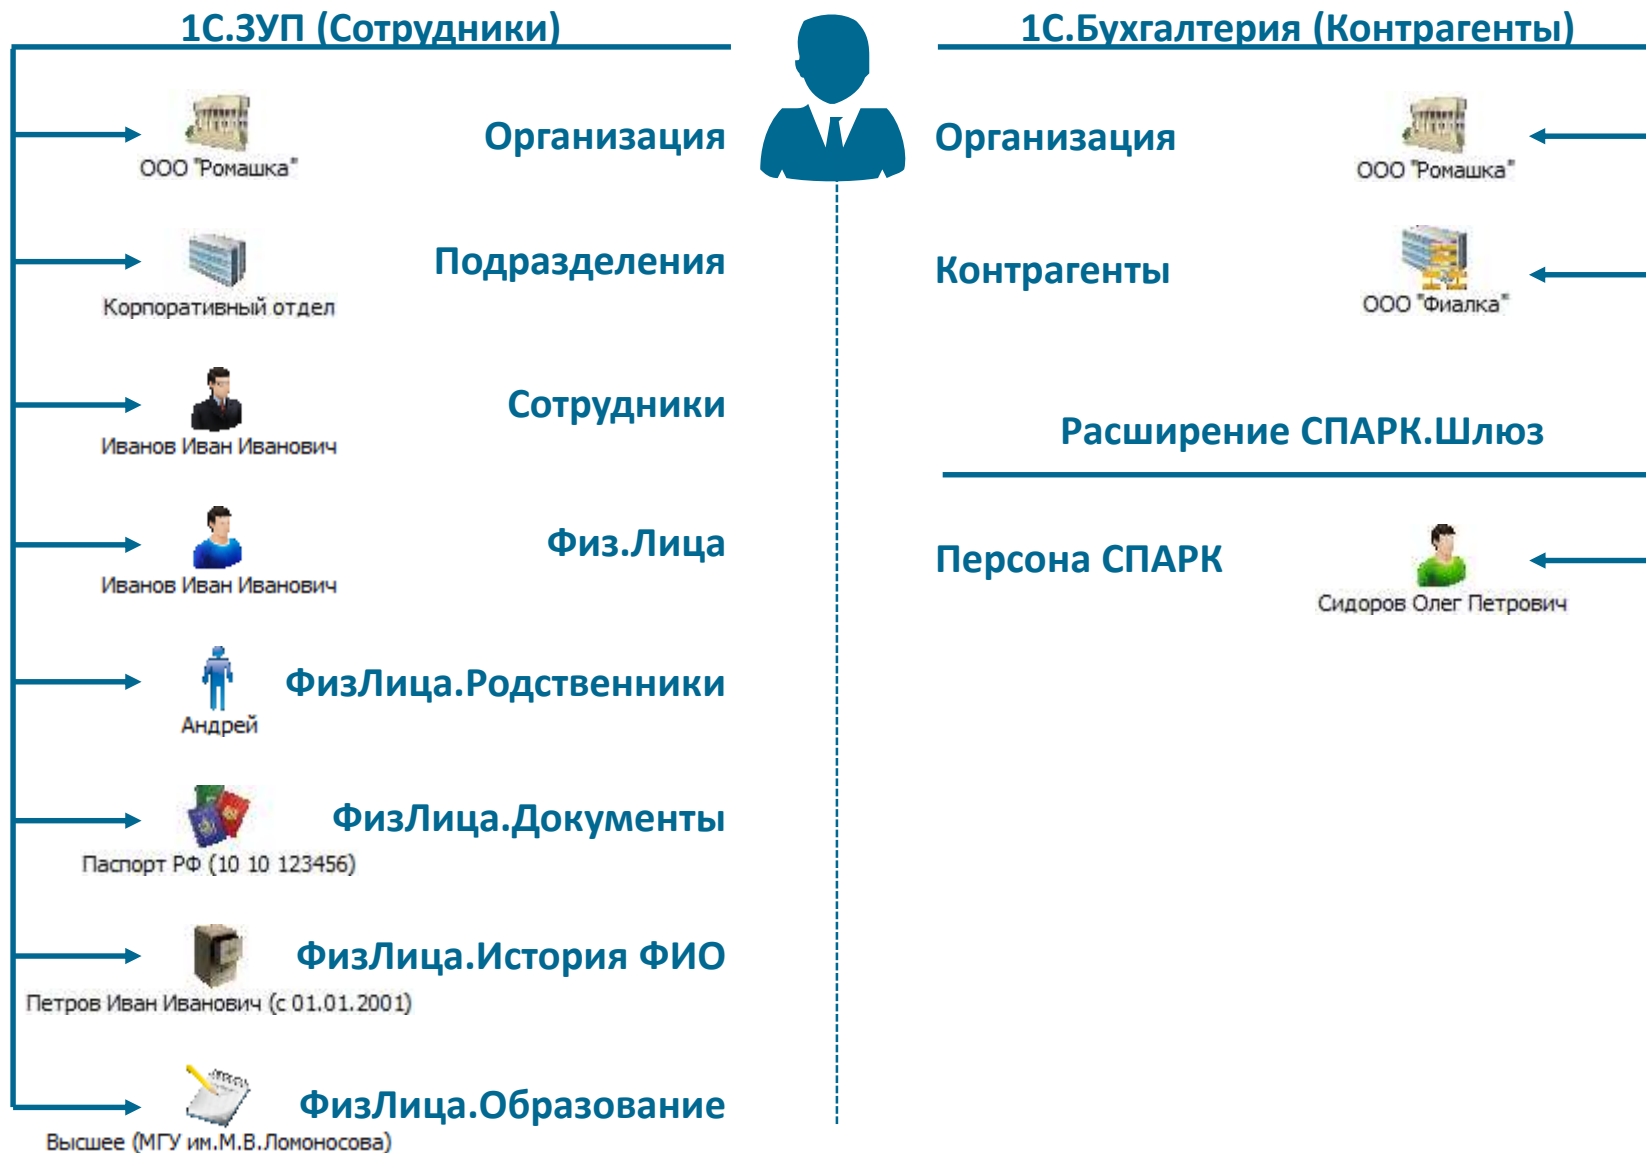 1С.ЗУП (Сотрудники)
Организация
ООО "Ромашка"
Подразделения
Корпоративный отдел
Сотрудники
Иванов Иван Иванович
Физ.Лица
Иванов Иван Иванович
ФизЛица.Родственники
Андрей
ФизЛица.Документы
Паспорт РФ (10 10 123456)
ФизЛица.История ФИО
Петров Иван Иванович (с 01.01.2001)
ФизЛица.Образование
Высшее (МГУ им.М.В.Ломоносова)
1С.Бухгалтерия (Контрагенты)
Организация
ООО "Ромашка"
Контрагенты
ООО "Фиалка"
Расширение СПАРК.Шлюз
Персона СПАРК
Сидоров Олег Петрович